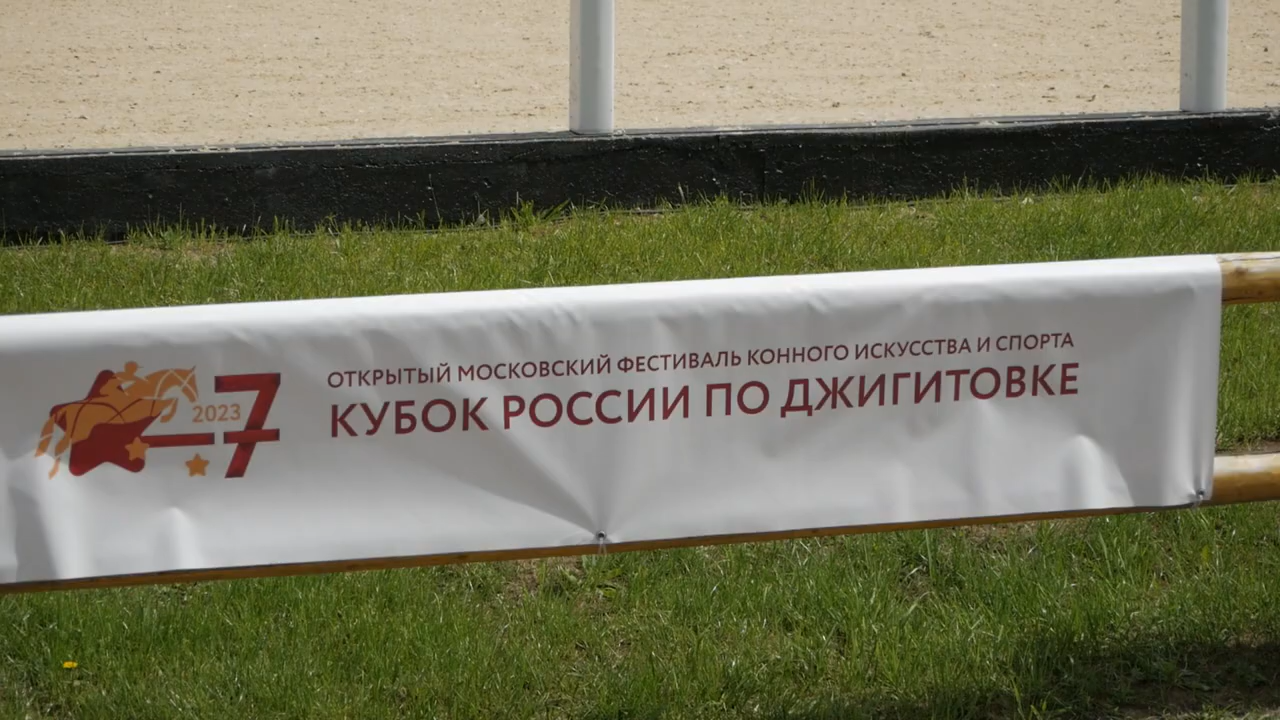 ОТКРЫТЫЙ МОСКОВСКИЙ ФЕСТИВАЛЬ КОННОГО ИСКУССТВА И СПОРТА
КУБОК РОССИИ ПО ДЖИГИТОВКЕ
2023
7